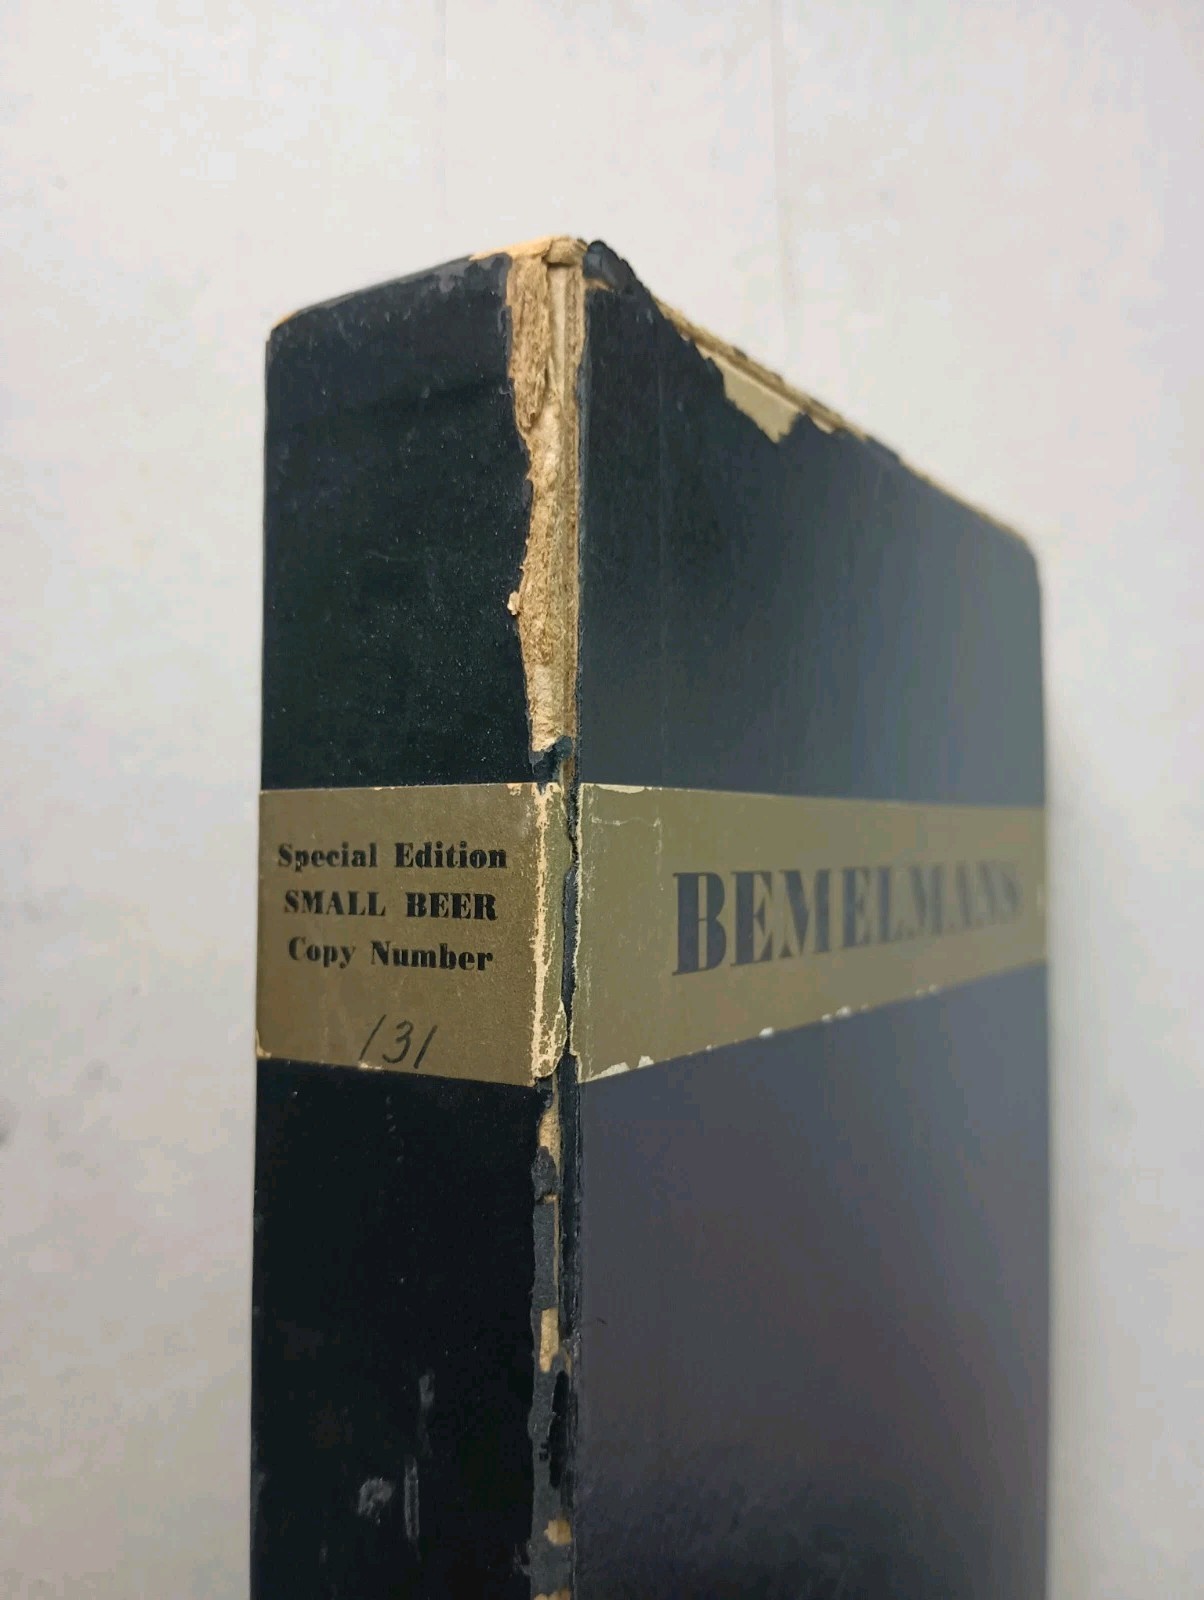 Special Edition
SMALL BEER
Copy Number
131
BEMELMANS